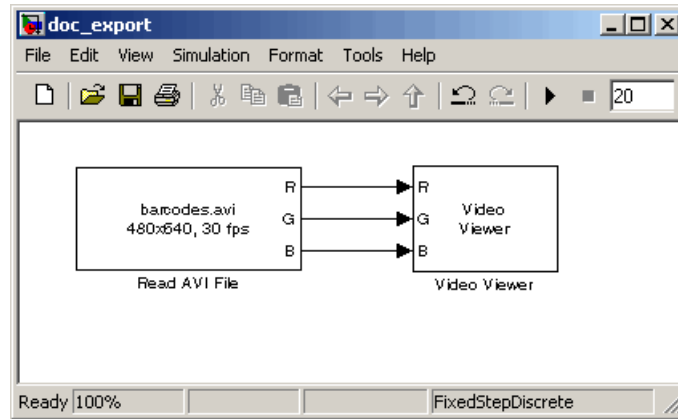 doc_export
File Edit View Simulation Format Tools Help
20
R R
barcodes.avi
480x640, 30 fps
G G
Video
Viewer
B B
Read AVI File Video Viewer
Ready 100% FixedStepDiscrete